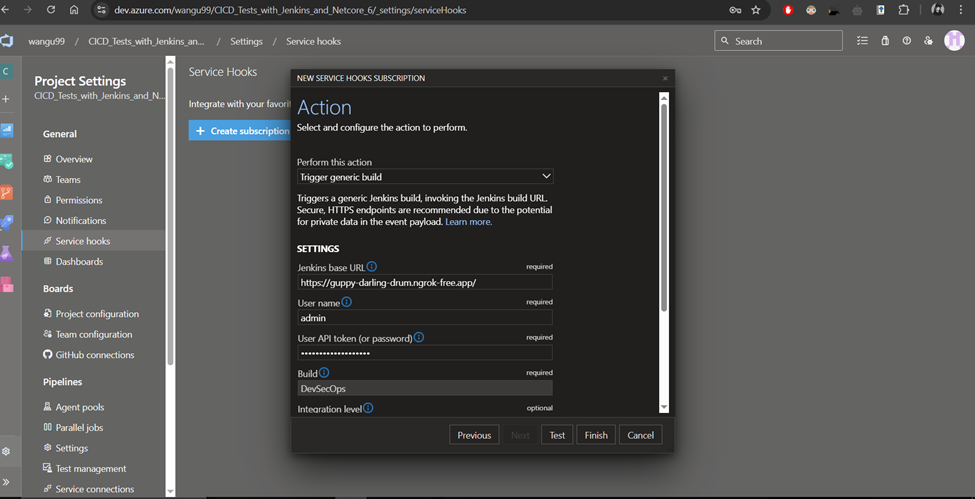 dev.azure.com/wangu99/CICD_Tests_with_Jenkins_and_Netcore_6/_settings/serviceHooks
wangu99 / CICD_Tests_with_Jenkins_an... / Settings / Service hooks
Search
C
Project Settings
CICD_Tests_with_Jenkins_and_N...
General
Overview
Teams
Permissions
Notifications
Service hooks
Dashboards
Boards
Project configuration
Team configuration
GitHub connections
Pipelines
Agent pools
Parallel jobs
Settings
Test management
Service connections
Service Hooks
Integrate with your favorit
+ Create subscription
NEW SERVICE HOOKS SUBSCRIPTION
Action
Select and configure the action to perform.
Perform this action
Trigger generic build
Triggers a generic Jenkins build, invoking the Jenkins build URL.
Secure, HTTPS endpoints are recommended due to the potential
for private data in the event payload. Learn more.
SETTINGS
Jenkins base URL required
https://guppy-darling-drum.ngrok-free.app/
User name required
admin
User API token (or password) required
Build required
DevSecOps
Integration level optional
Previous Next Test Finish Cancel